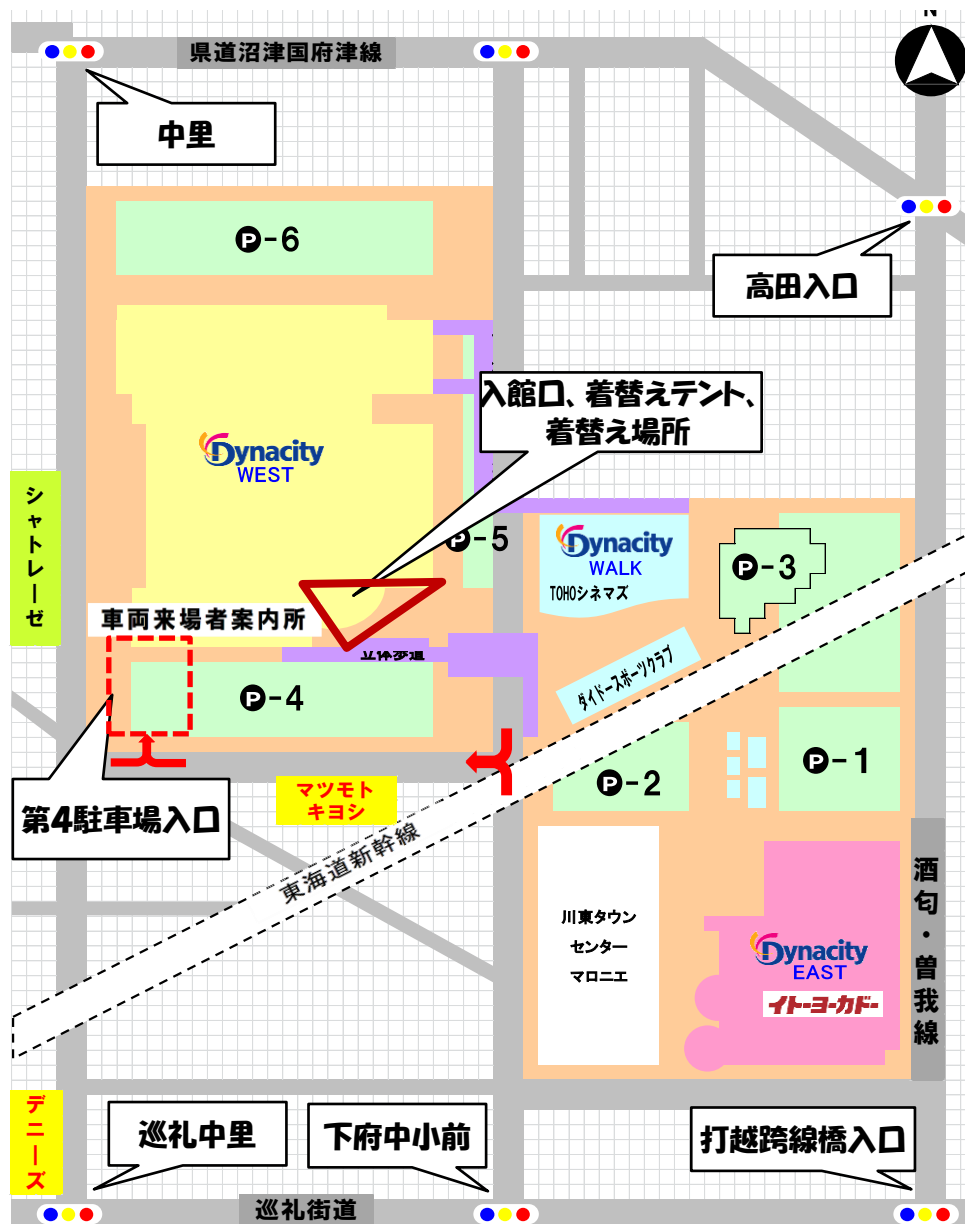 N
県道沼津国府津線
中里
P-6
高田入口
入館口、着替えテント、
着替え場所
Dynacity
WEST
シャトレーゼ
P-5
Dynacity
WALK
TOHOシネマズ
P-3
車両来場者案内所
立体歩道
ダイドースポーツクラブ
P-4
P-2
P-1
マツモト
キヨシ
第4駐車場入口
東海道新幹線
酒匂・曽我線
川東タウン
センター
マロニエ
Dynacity
EAST
イトーヨーカドー
デニーズ
巡礼中里
下府中小前
打越跨線橋入口
巡礼街道